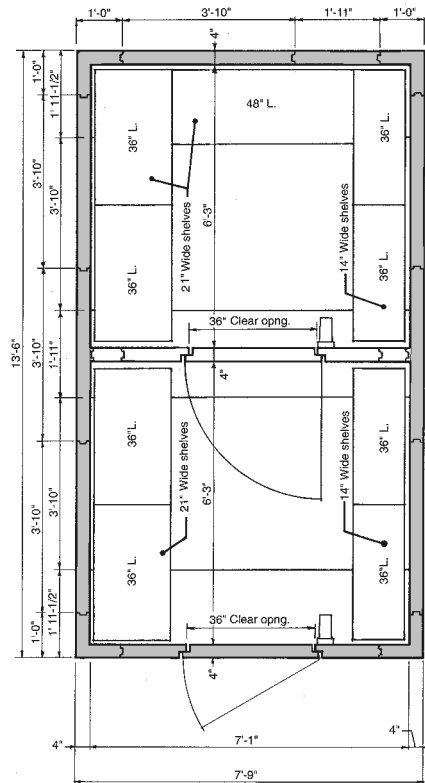 1'-0"
3'-10"
1'-11"
1'-0"
4"
1'-0"
1' 11-1/2"
36" L.
48" L.
36" L.
3'-10"
3'-10"
21" Wide shelves
6'-3"
14" Wide shelves
36" L.
36" L.
36" Clear opng.
13'-6"
3'-10"
1'-11"
4"
36"L.
36"L.
3'-10"
3'-10"
21" Wide shelves
6'-3"
14" Wide shelves
36" L.
36"L.
36" Clear opng.
1'-0"
1' 11-1/2"
4"
4"
7'-1"
4"
7'-9"